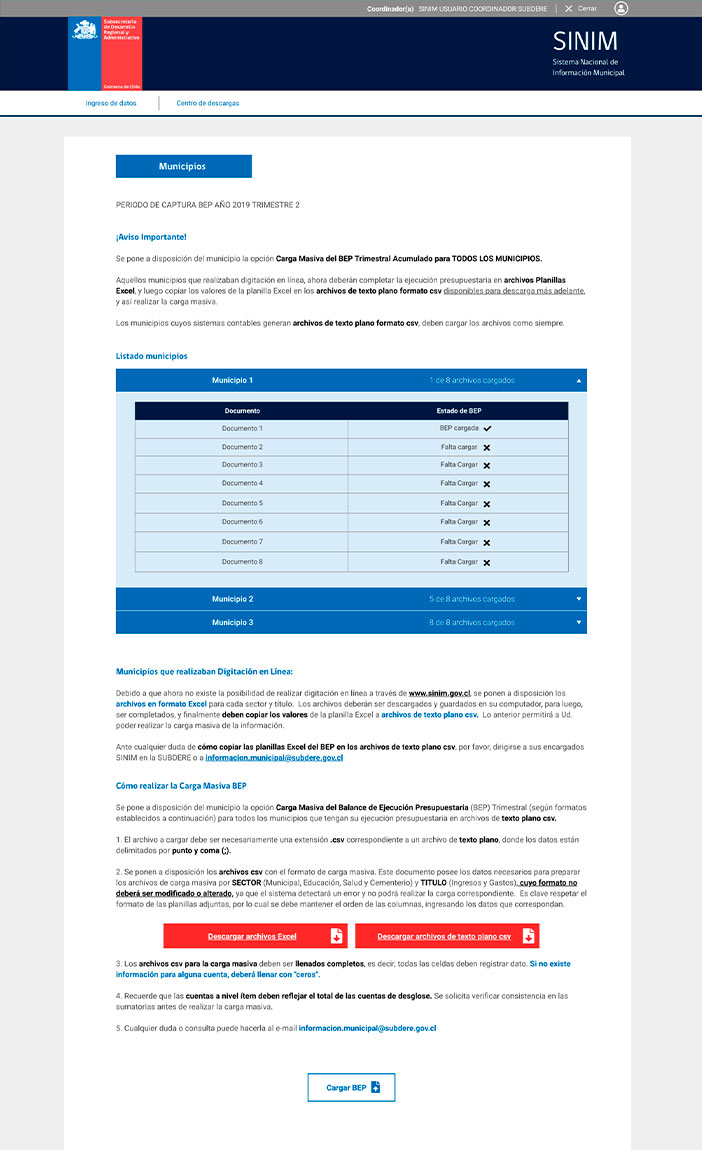 Coordinador(a) SINIM USUARIO COORDINADOR SUBDERE Cerrar
Subsecretaría
de Desarrollo
Regional y
Administrativo
Gobierno de Chile
SINIM
Sistema Nacional de
Información Municipal
Ingreso de datos Centro de descargas
Municipios
PERIODO DE CAPTURA BEP AÑO 2019 TRIMESTRE 2
¡Aviso Importante!
Se pone a disposición del municipio la opción Carga Masiva del BEP Trimestral Acumulado para TODOS LOS MUNICIPIOS.
Aquellos municipios que realizaban digitación en línea, ahora deberán completar la ejecución presupuestaria en archivos Planillas
Excel, y luego copiar los valores de la planilla Excel en los archivos de texto plano formato csv disponibles para descarga más adelante,
y así realizar la carga masiva.
Los municipios cuyos sistemas contables generan archivos de texto plano formato csv, deben cargar los archivos como siempre.
Listado municipios
Municipio 1 1 de 8 archivos cargados
Documento Estado de BEP
Documento 1 BEP cargada
Documento 2 Falta cargar
Documento 3 Falta Cargar
Documento 4 Falta Cargar
Documento 5 Falta Cargar
Documento 6 Falta Cargar
Documento 7 Falta Cargar
Documento 8 Falta Cargar
Municipio 2 5 de 8 archivos cargados
Municipio 3 8 de 8 archivos cargados
Municipios que realizaban Digitación en Línea:
Debido a que ahora no existe la posibilidad de realizar digitación en línea a través de www.sinim.gov.cl, se ponen a disposición los
archivos en formato Excel para cada sector y título. Los archivos deberán ser descargados y guardados en su computador, para luego,
ser completados, y finalmente deben copiar los valores de la planilla Excel a archivos de texto plano csv. Lo anterior permitirá a Ud.
poder realizar la carga masiva de la información.
Ante cualquier duda de cómo copiar las planillas Excel del BEP en los archivos de texto plano csv, por favor, dirigirse a sus encargados
SINIM en la SUBDERE o a informacion.municipal@subdere.gov.cl
Cómo realizar la Carga Masiva BEP
Se pone a disposición del municipio la opción Carga Masiva del Balance de Ejecución Presupuestaria (BEP) Trimestral (según formatos
establecidos a continuación) para todos los municipios que tengan su ejecución presupuestaria en archivos de texto plano csv.
1. El archivo a cargar debe ser necesariamente una extensión .csv correspondiente a un archivo de texto plano, donde los datos están
delimitados por punto y coma (;).
2. Se ponen a disposición los archivos csv con el formato de carga masiva. Este documento posee los datos necesarios para preparar
los archivos de carga masiva por SECTOR (Municipal, Educación, Salud y Cementerio) y TITULO (Ingresos y Gastos), cuyo formato no
deberá ser modificado o alterado, ya que el sistema detectará un error y no podrá realizar la carga correspondiente. Es clave respetar el
formato de las planillas adjuntas, por lo cual se debe mantener el orden de las columnas, ingresando los datos que correspondan.
Descargar archivos Excel Descargar archivos de texto plano csv
3. Los archivos csv para la carga masiva deben ser llenados completos, es decir, todas las celdas deben registrar dato. Si no existe
información para alguna cuenta, deberá llenar con "ceros".
4. Recuerde que las cuentas a nivel ítem deben reflejar el total de las cuentas de desglose. Se solicita verificar consistencia en las
sumatorias antes de realizar la carga masiva.
5. Cualquier duda o consulta puede hacerla al e-mail informacion.municipal@subdere.gov.cl
Cargar BEP